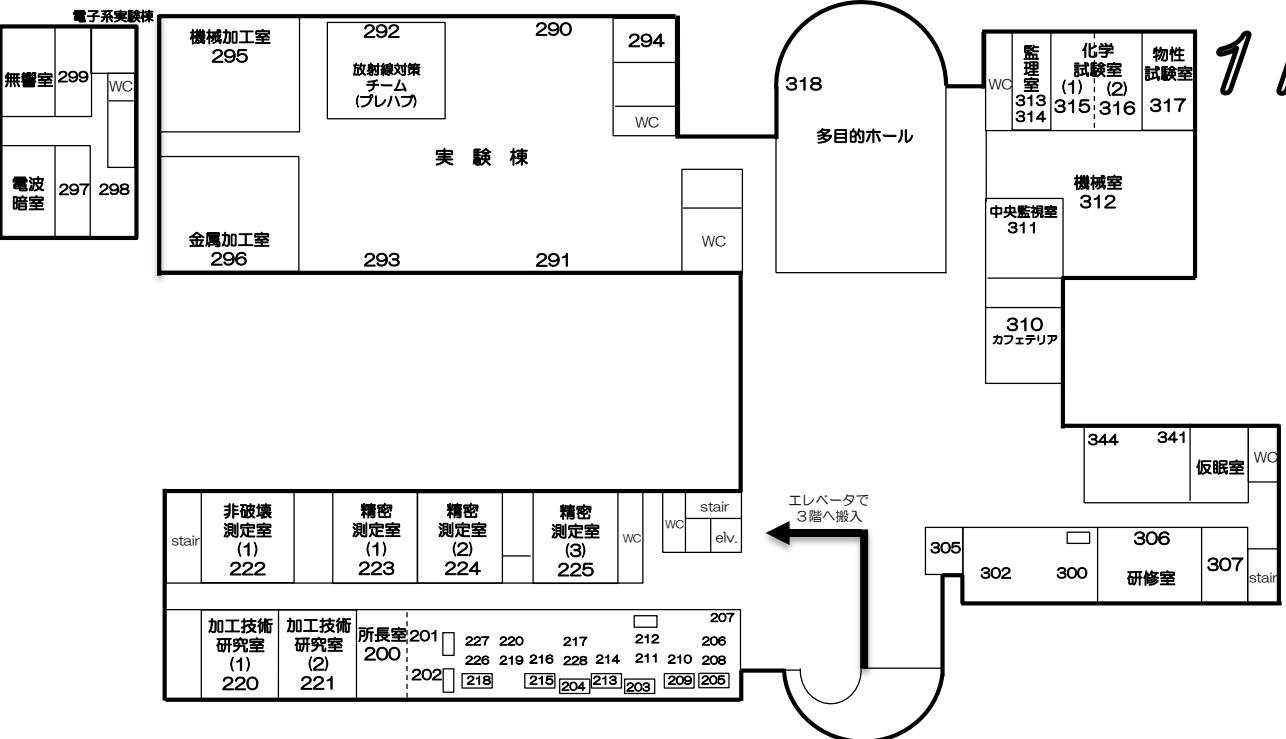 電子系実験棟
無響室
299
WC
電波
暗室
297
298
機械加工室
295
292
放射線対策
チーム
(プレハブ)
290
294
WC
実 験 棟
金属加工室
296
293
291
WC
318
多目的ホール
WC
監
理
室
313
314
化学
試験室
(1) (2)
315 316
物性
試験室
317
機械室
312
中央監視室
311
310
カフェテリア
344
341
仮眠室
WC
stair
非破壊
測定室
(1)
222
精密
測定室
(1)
223
精密
測定室
(2)
224
精密
測定室
(3)
225
WC
WC
stair
elv.
エレベータで
3階へ搬入
305
302
300
306
研修室
307
stair
加工技術
研究室
(1)
220
加工技術
研究室
(2)
221
所長室
200
201
202
207
227 220 217 212 206
226 219 216 228 214 211 210 208
218 215 204 213 203 209 205